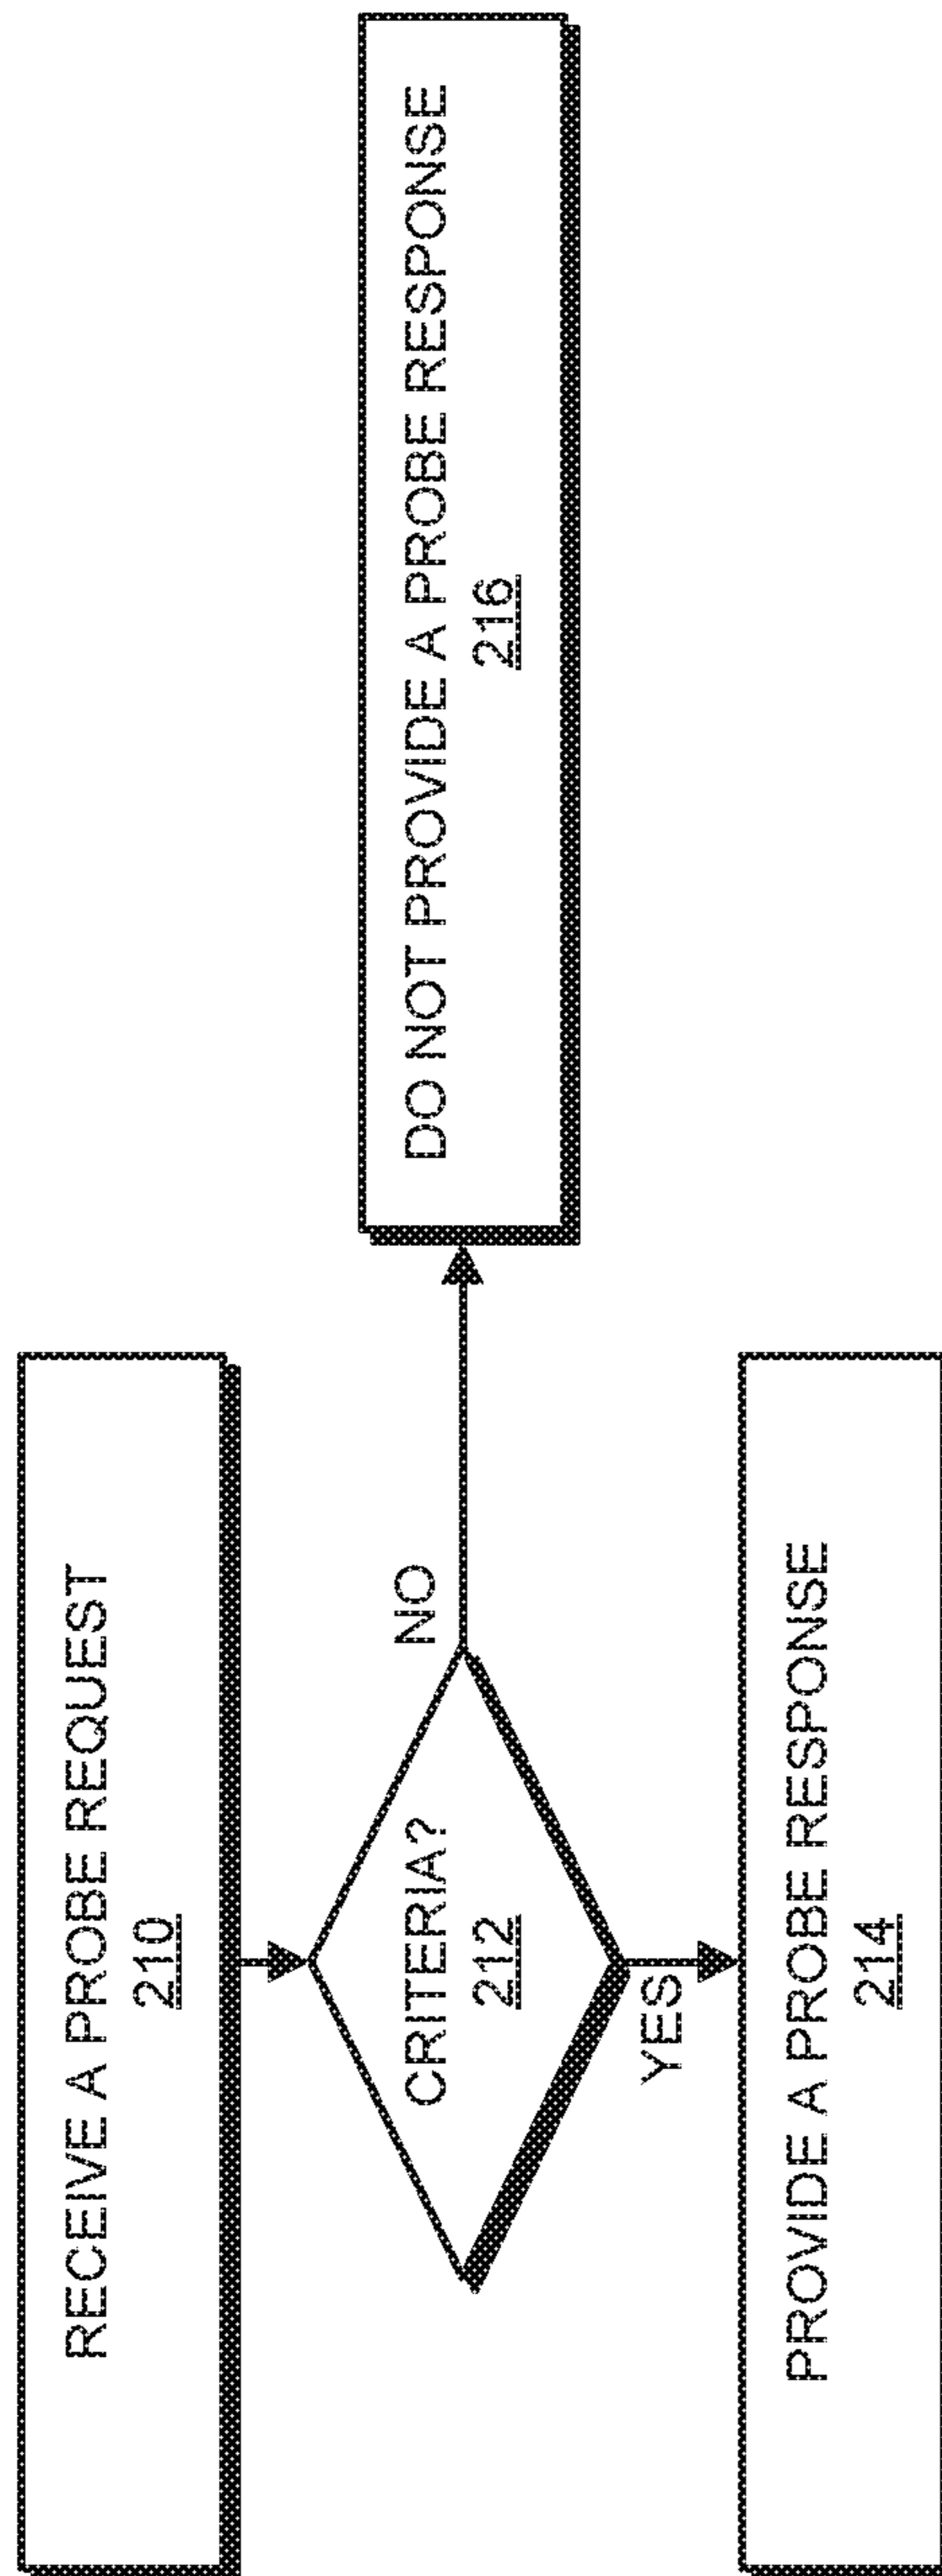 RECEIVE A PROBE REQUEST
210
CRITERIA?
212
NO
YES
DO NOT PROVIDE A PROBE RESPONSE
216
PROVIDE A PROBE RESPONSE
214